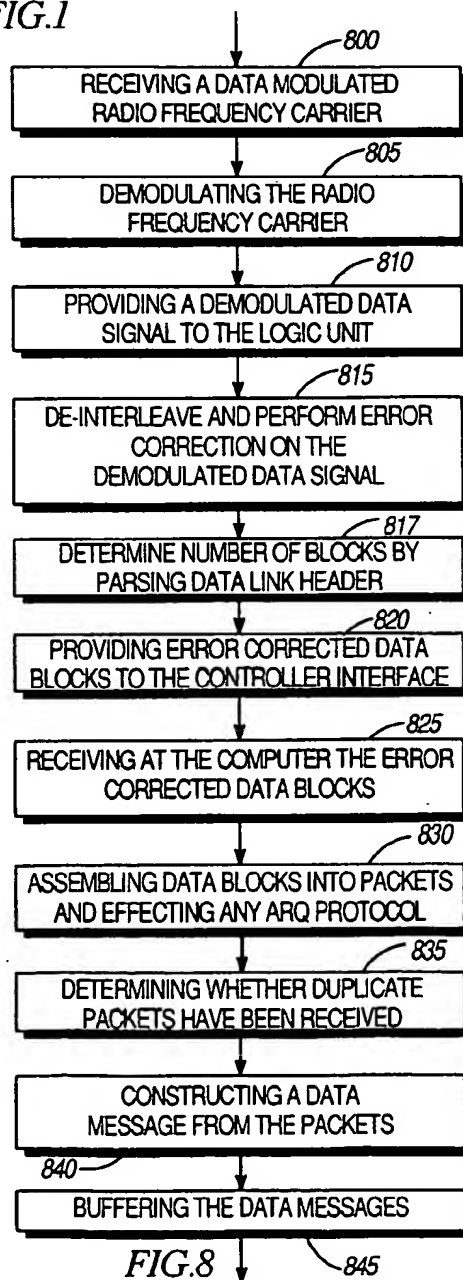 FIG.1
800
RECEIVING A DATA MODULATED
RADIO FREQUENCY CARRIER
805
DEMODULATING THE RADIO
FREQUENCY CARRIER
810
PROVIDING A DEMODULATED DATA
SIGNAL TO THE LOGIC UNIT
815
DE-INTERLEAVE AND PERFORM ERROR
CORRECTION ON THE
DEMODULATED DATA SIGNAL
817
DETERMINE NUMBER OF BLOCKS BY
PARSING DATA LINK HEADER
820
PROVIDING ERROR CORRECTED DATA
BLOCKS TO THE CONTROLLER INTERFACE
825
RECEIVING AT THE COMPUTER THE ERROR
CORRECTED DATA BLOCKS
830
ASSEMBLING DATA BLOCKS INTO PACKETS
AND EFFECTING ANY ARQ PROTOCOL
835
DETERMINING WHETHER DUPLICATE
PACKETS HAVE BEEN RECEIVED
CONSTRUCTING A DATA
MESSAGE FROM THE PACKETS
840
BUFFERING THE DATA MESSAGES
FIG.8
845